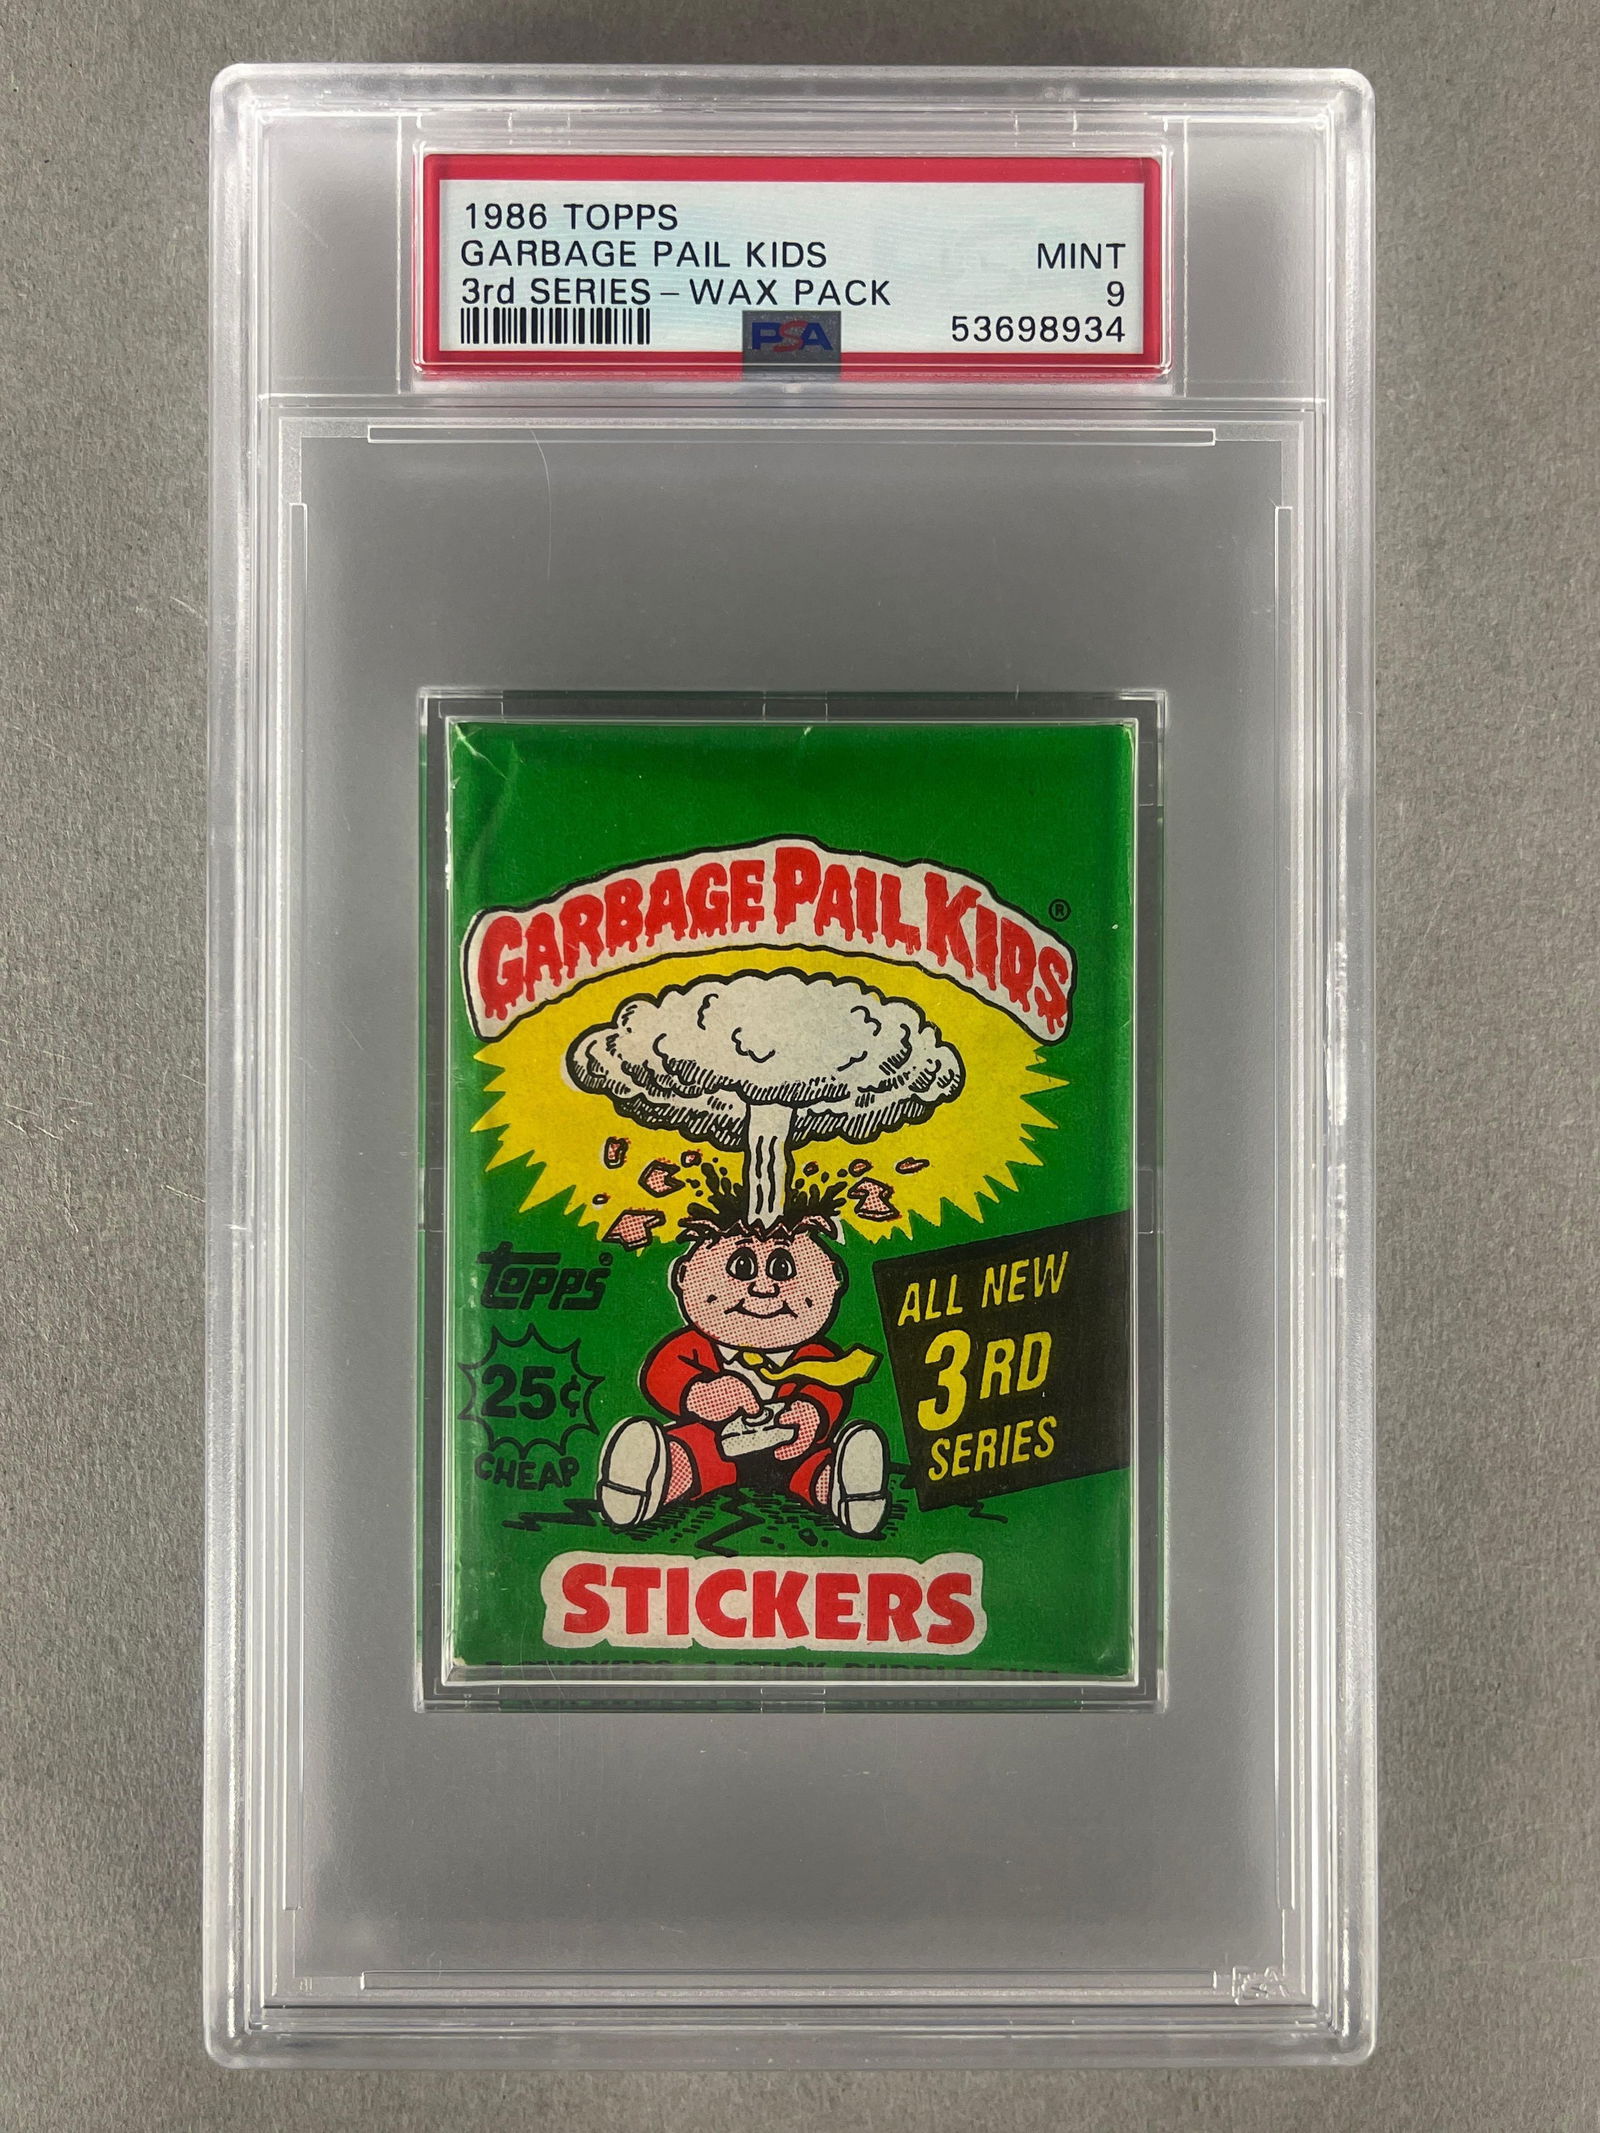 1986 TOPPS
GARBAGE PAIL KIDS MINT
3rd SERIES – WAX PACK 9
PSA 53698934
GARBAGE PAIL KIDS ®
topps®
25¢
CHEAP
ALL NEW
3RD
SERIES
STICKERS
PSA